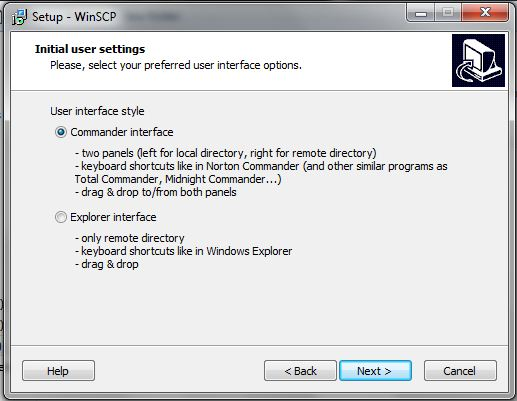 Setup - WinSCP
Initial user settings
Please, select your preferred user interface options.
User interface style
Commander interface
- two panels (left for local directory, right for remote directory)
- keyboard shortcuts like in Norton Commander (and other similar programs as
Total Commander, Midnight Commander...)
- drag & drop to/from both panels
Explorer interface
- only remote directory
- keyboard shortcuts like in Windows Explorer
- drag & drop
Help
< Back
Next >
Cancel